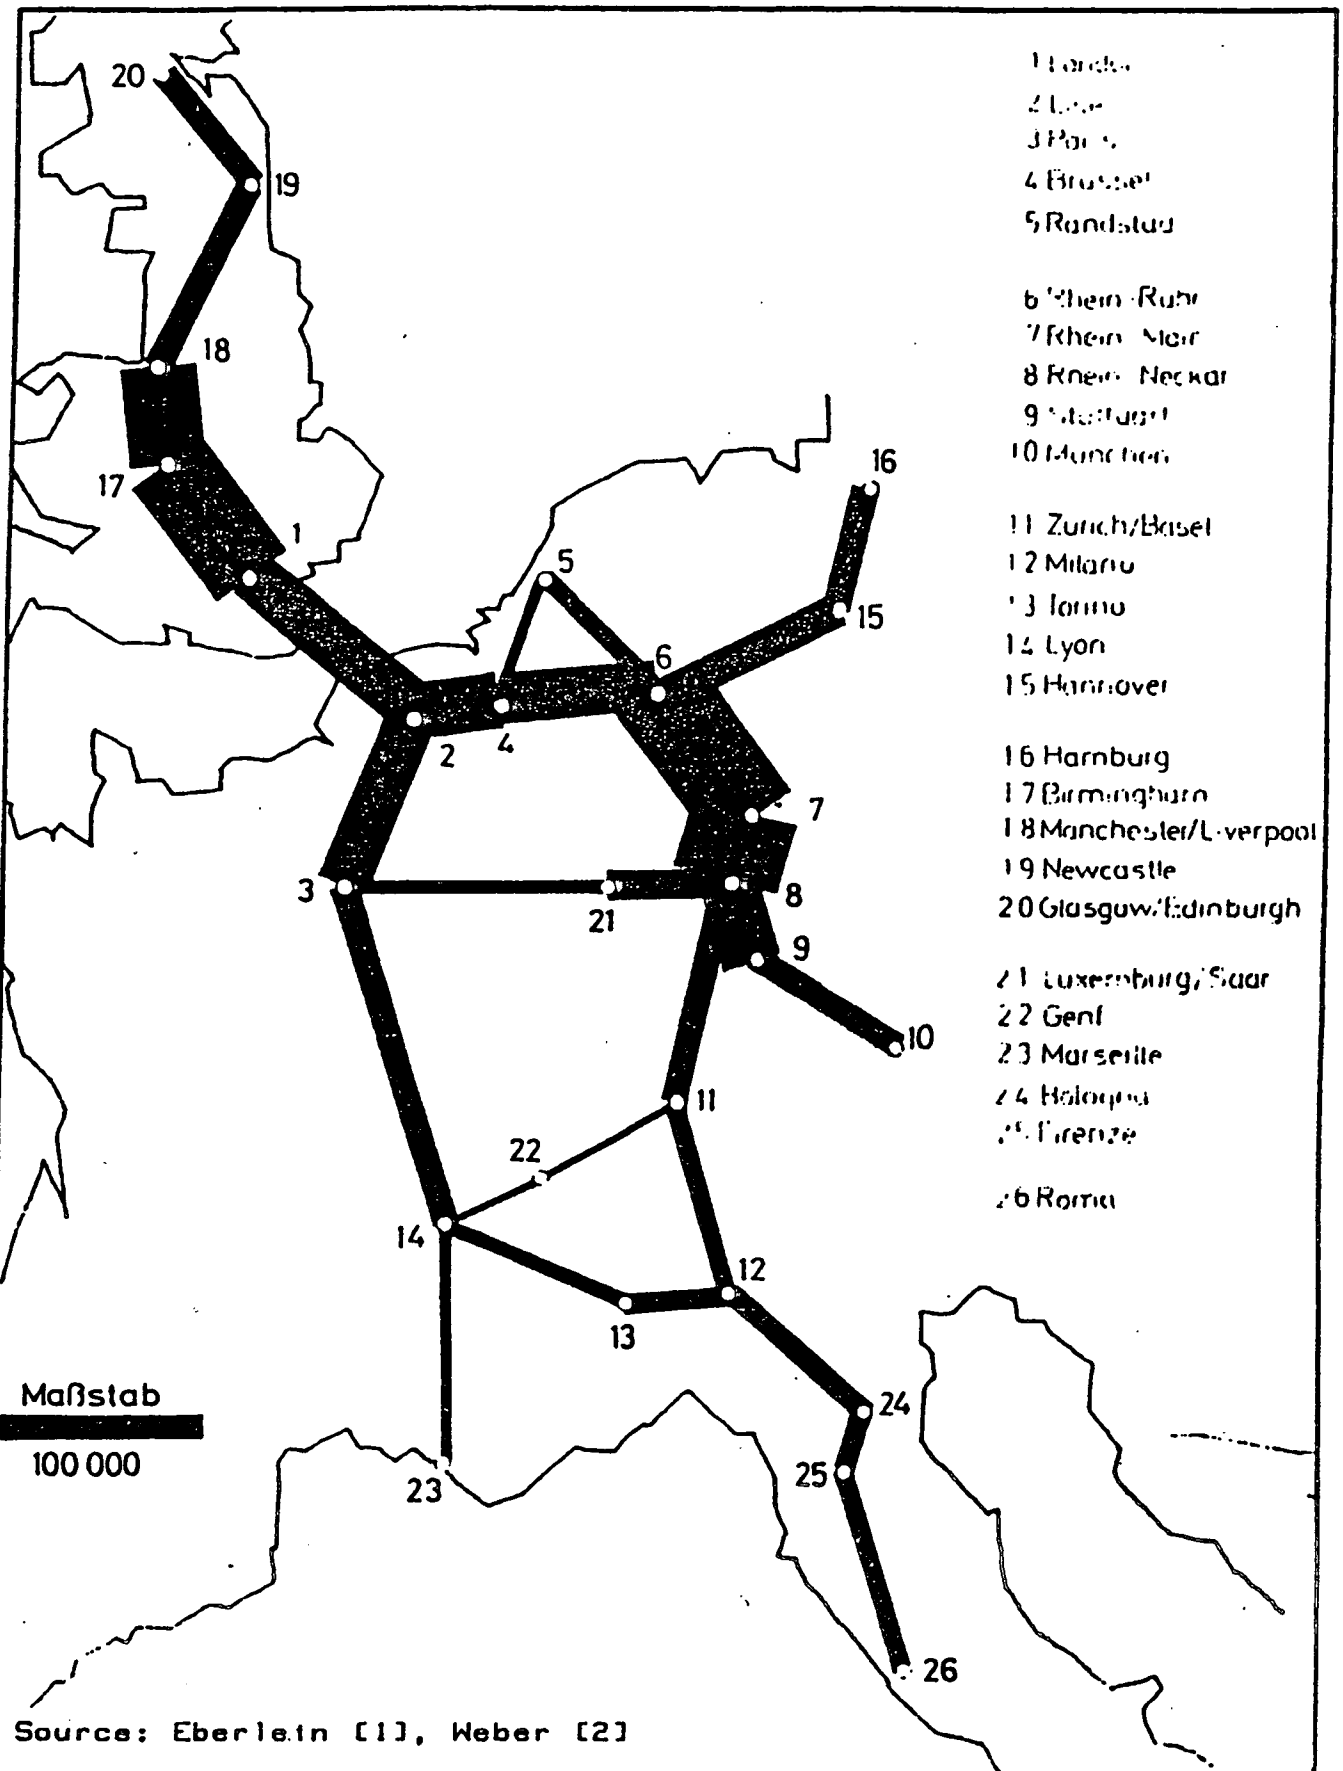 20
19
18
17
1
16
5
15
6
2
4
7
3
21
8
9
10
11
22
14
12
13
24
25
23
26
1
2
3
4 Brussel
5 Randstad
6 Rhein-Ruhr
7 Rhein-Main
8 Rhein-Neckar
9 Stuttgart
10 Munchen
11 Zurich/Basel
12 Milano
13 Torino
14 Lyon
15 Hannover
16 Hamburg
17 Birmingham
18 Manchester/Liverpool
19 Newcastle
20 Glasgow/Edinburgh
21 Luxemburg/Saar
22 Genf
23 Marseille
24 Bologna
25 Firenze
26 Roma
Maßstab
100 000
Source: Eberlein [1], Weber [2]